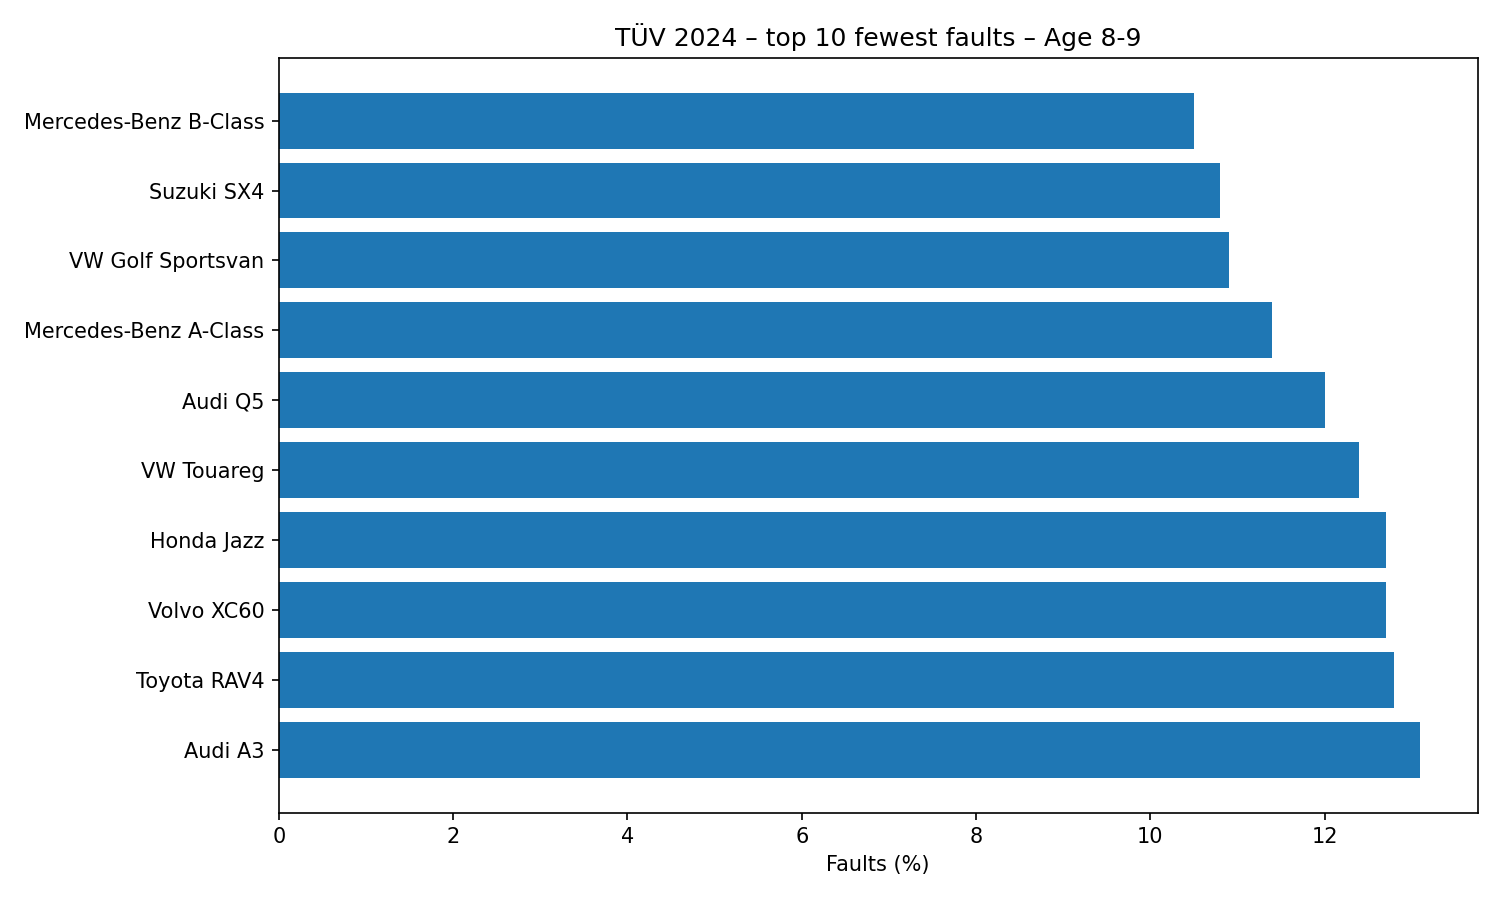 TÜV 2024 – top 10 fewest faults – Age 8-9
Mercedes-Benz B-Class
Suzuki SX4
VW Golf Sportsvan
Mercedes-Benz A-Class
Audi Q5
VW Touareg
Honda Jazz
Volvo XC60
Toyota RAV4
Audi A3
0 2 4 6 8 10 12
Faults (%)